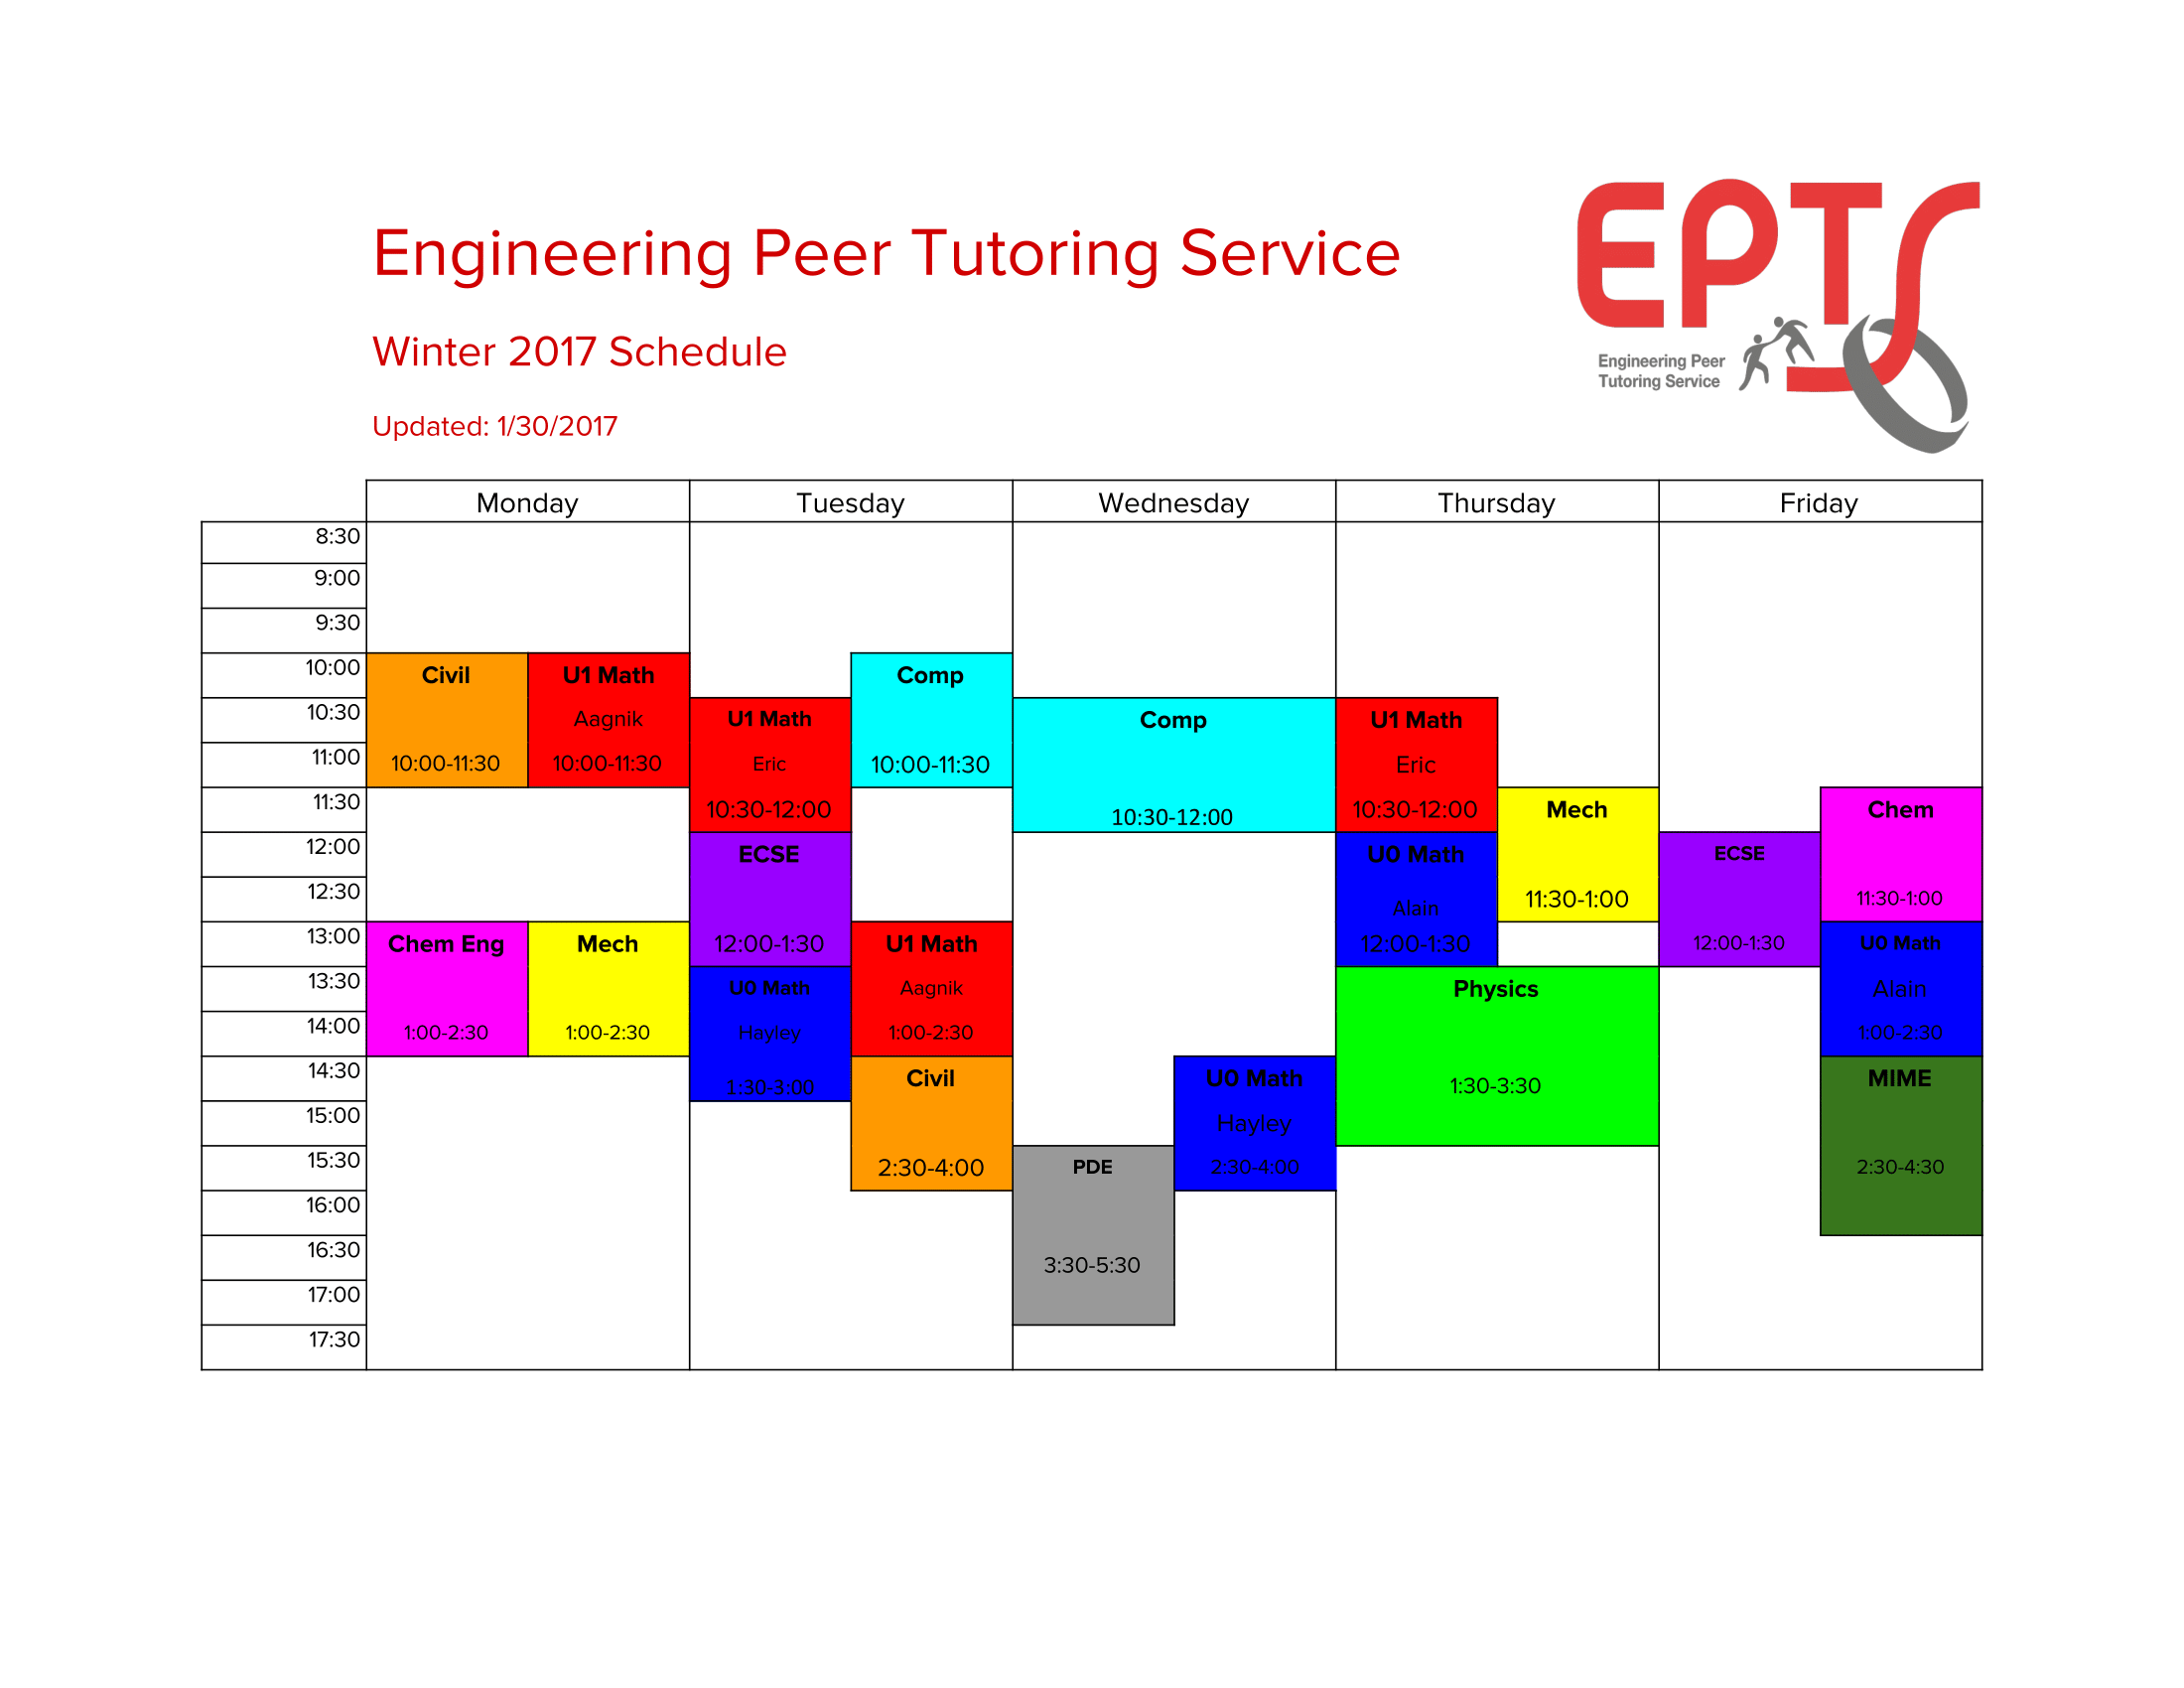 EPTS
Engineering Peer Tutoring Service
Winter 2017 Schedule
Engineering Peer
Tutoring Service
Updated: 1/30/2017
Monday Tuesday Wednesday Thursday Friday
8:30
9:00
9:30
10:00 Civil U1 Math Comp
10:30 Aagnik U1 Math Comp U1 Math
11:00 10:00-11:30 10:00-11:30 Eric 10:00-11:30 Eric
11:30 10:30-12:00 10:30-12:00 10:30-12:00 Mech Chem
12:00 ECSE U0 Math ECSE
12:30 Alain 11:30-1:00 11:30-1:00
13:00 Chem Eng Mech 12:00-1:30 U1 Math 12:00-1:30 12:00-1:30 U0 Math
13:30 U0 Math Aagnik Physics Alain
14:00 1:00-2:30 1:00-2:30 Hayley 1:00-2:30 1:00-2:30
14:30 1:30-3:00 Civil U0 Math 1:30-3:30 MIME
15:00 Hayley
15:30 2:30-4:00 PDE 2:30-4:00 2:30-4:30
16:00
16:30 3:30-5:30
17:00
17:30